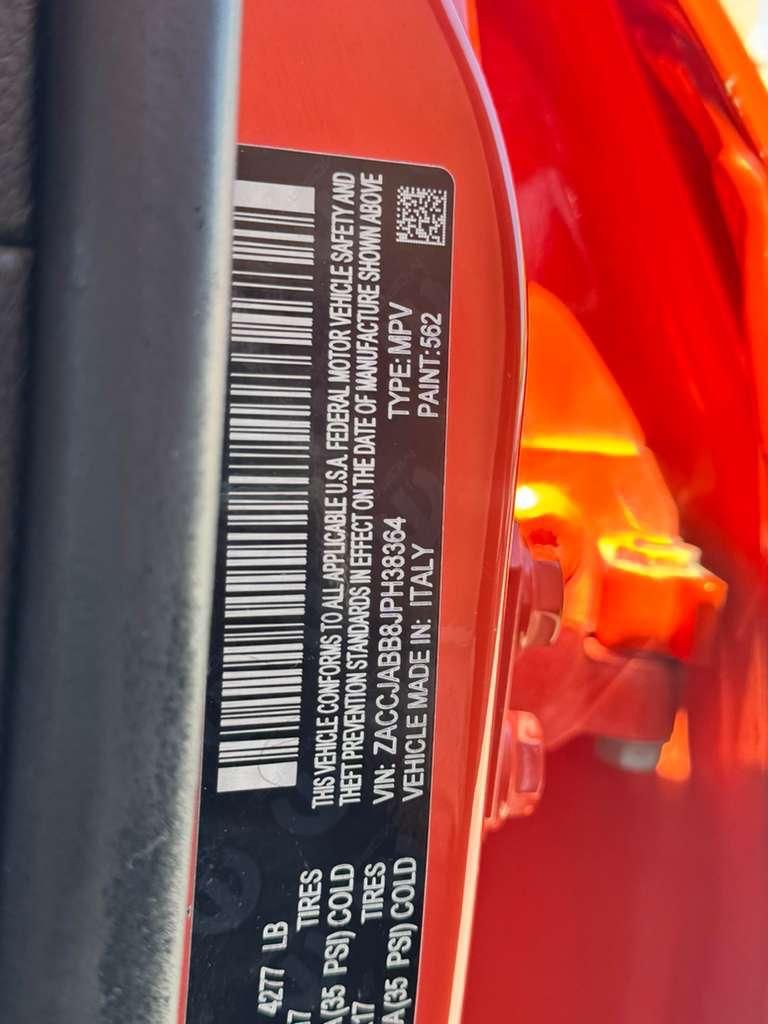 4277 LB
TIRES
(35 PSI) COLD
TIRES
(35 PSI) COLD
THIS VEHICLE CONFORMS TO ALL APPLICABLE U.S.A. FEDERAL MOTOR VEHICLE SAFETY AND
THEFT PREVENTION STANDARDS IN EFFECT ON THE DATE OF MANUFACTURE SHOWN ABOVE
VIN: ZACCJABB8JPH38364 TYPE: MPV
VEHICLE MADE IN: ITALY PAINT: 562